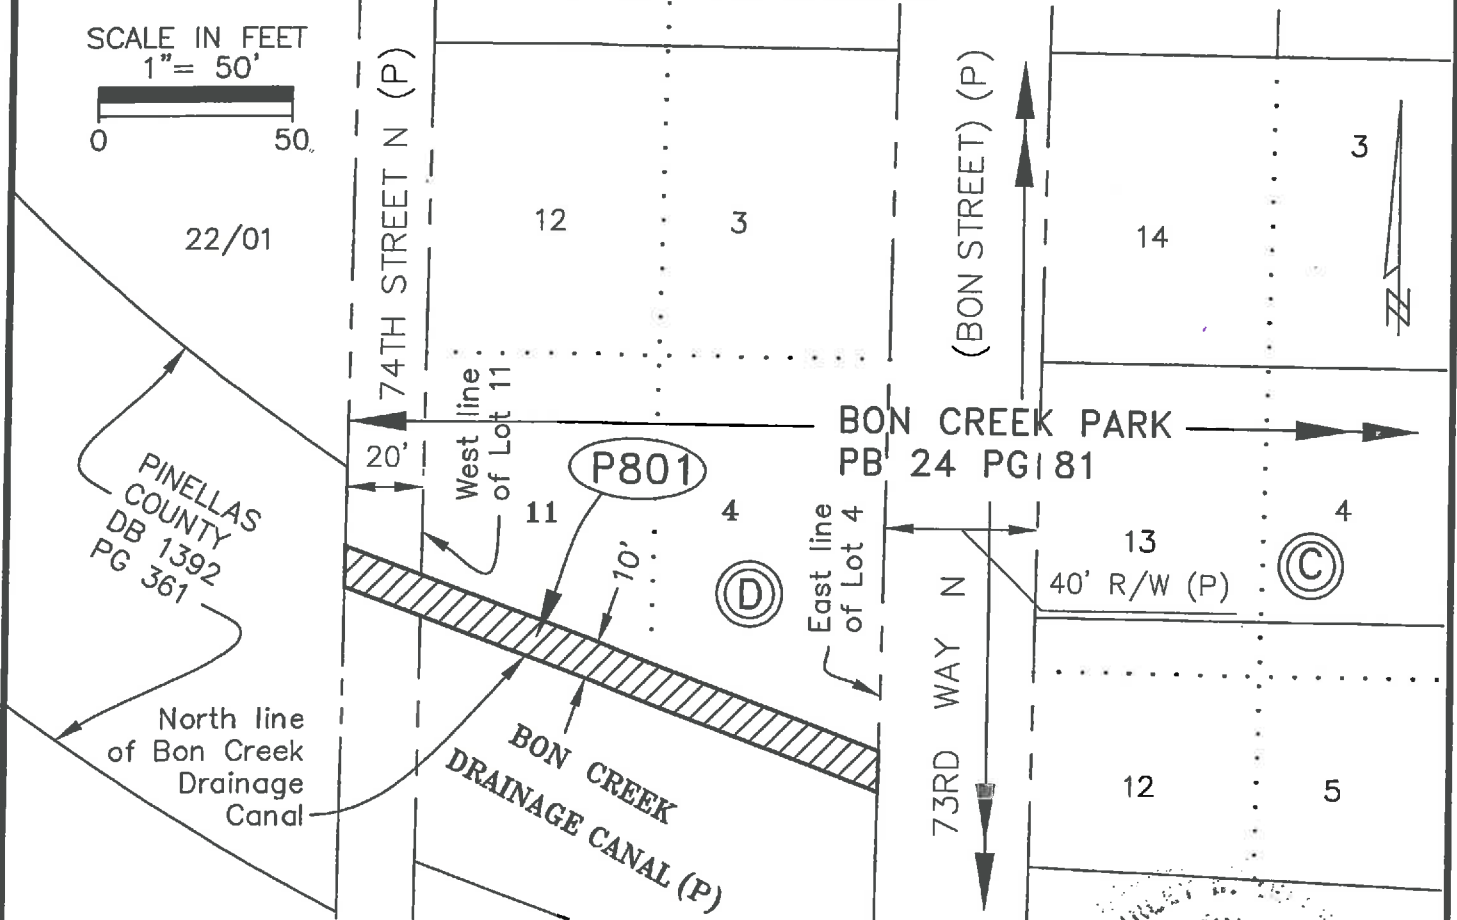 SCALE IN FEET
1"= 50'
0 50
22/01
74TH STREET N (P)
12
3
(BON STREET) (P)
14
3
N
BON CREEK PARK
PB 24 PG 81
20'
West line
of Lot 11
P801
11
4
10'
D
East line
of Lot 4
13
4
C
40' R/W (P)
PINELLAS
COUNTY
DB 1392
PG 361
North line
of Bon Creek
Drainage
Canal
BON CREEK
DRAINAGE CANAL (P)
73RD WAY N
12
5